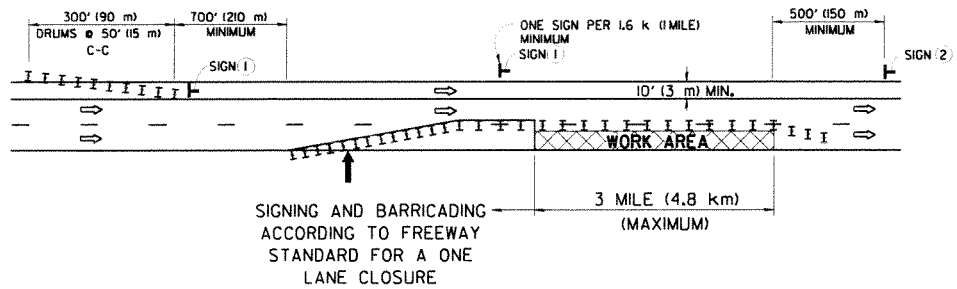 300' (90 m)
DRUMS @ 50' (15 m)
C-C
700' (210 m)
MINIMUM
SIGN ①
ONE SIGN PER 1.6 k (1 MILE)
MINIMUM
SIGN ①
500' (150 m)
MINIMUM
SIGN ②
10' (3 m) MIN.
WORK AREA
3 MILE (4.8 km)
(MAXIMUM)
SIGNING AND BARRICADING
ACCORDING TO FREEWAY
STANDARD FOR A ONE
LANE CLOSURE